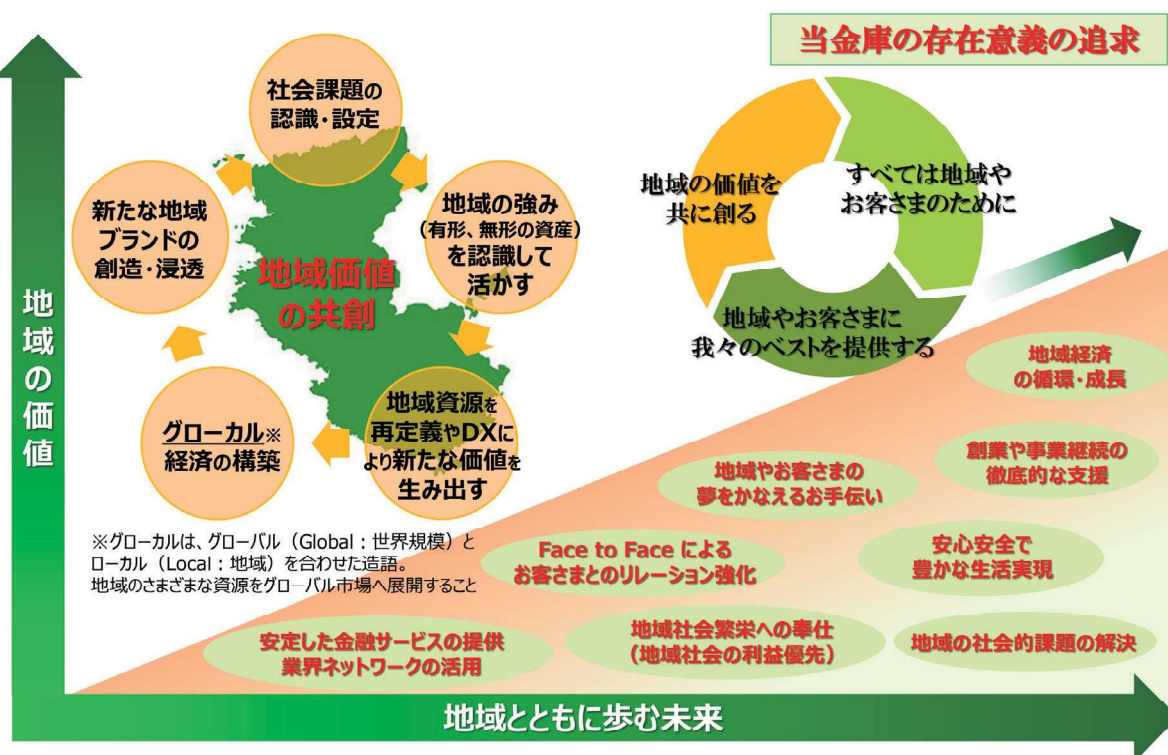 当金庫の存在意義の追求
社会課題の
認識・設定
地域の強み
（有形、無形の資産）
を認識して
活かす
地域資源を
再定義やDXに
より新たな価値を
生み出す
グローカル※
経済の構築
新たな地域
ブランドの
創造・浸透
地域価値
の共創
※グローカルは、グローバル（Global：世界規模）と
ローカル（Local：地域）を合わせた造語。
地域のさまざまな資源をグローバル市場へ展開すること
地域の価値を
共に創る
すべては地域や
お客さまのために
地域やお客さまに
我々のベストを提供する
地域経済
の循環・成長
創業や事業継続の
徹底的な支援
地域やお客さまの
夢をかなえるお手伝い
Face to Face による
お客さまとのリレーション強化
安心安全で
豊かな生活実現
安定した金融サービスの提供
業界ネットワークの活用
地域社会繁栄への奉仕
（地域社会の利益優先）
地域の社会的課題の解決
地域の価値
地域とともに歩む未来